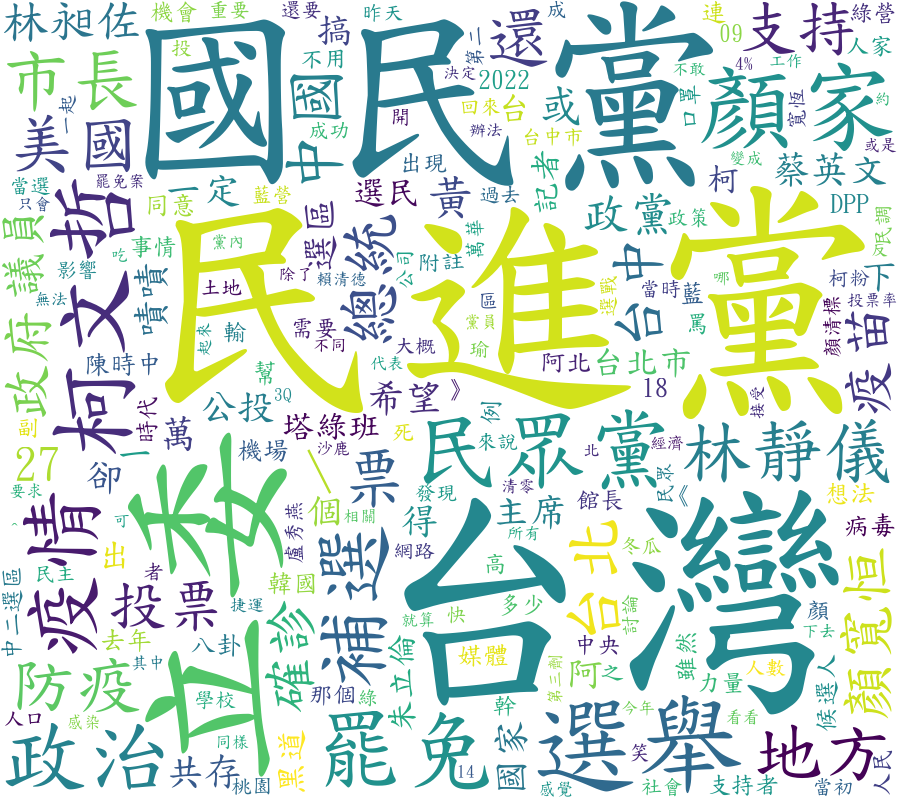 林昶佐
機會
重要
還要
昨天
成
連
09
支持
綠營
人家
市長
投
不用
搞
第二
還
國民黨
決定
2022
4%
工作
不敢
口罩
寬恆
顏家
約
美國
一起
中國
成功
開
辦法
回來
台
或
台中市
變成
或是
當選
只會
罷免案
一定
藍營
出現
選民
過去
記者
黃
柯
蔡英文
議員
柯文哲
同意
選區
政黨
政策
DPP
民調
反
吃
事情
黨內
總統
公司
附註
萬華
民進黨
選戰
台中
當時
藍
哪
柯粉
下
投票率
影響
無法
嘖嘖
土地
除了
賴清德
區
黨員
罵
顏清標
苗
疫
政府
陳時中
起來
輸
需要
不同
大概
代表
瑜
阿北
台北市
幫
3Q
希望
》
18
接受
副
時代
一
萬
公投
塔綠班
沙鹿
死
例
27
卻
機場
票
民眾黨
來說
北
經濟
林靜儀
要求
疫情
立委
個
相關
盧秀燕
發現
得
網路
清零
主席
所有
館長
民眾
《
想法
病毒
可
出
台灣
台北
冬瓜
討論
中二選區
民主
者
投票
捷運
韓國
補選
高
快
多少
就算
去年
八卦
確診
朱立倫
媒體
中央
雖然
顏
下去
顏寬恒
防疫
其中
學校
那個
綠
阿
之
第三劑
力量
人數
候選人
人口
感染
同樣
罷免
幹
今年
看看
選舉
笑
地方
人民
政治
共存
黑道
桃園
14
國家
感覺
社會
支持者
當初